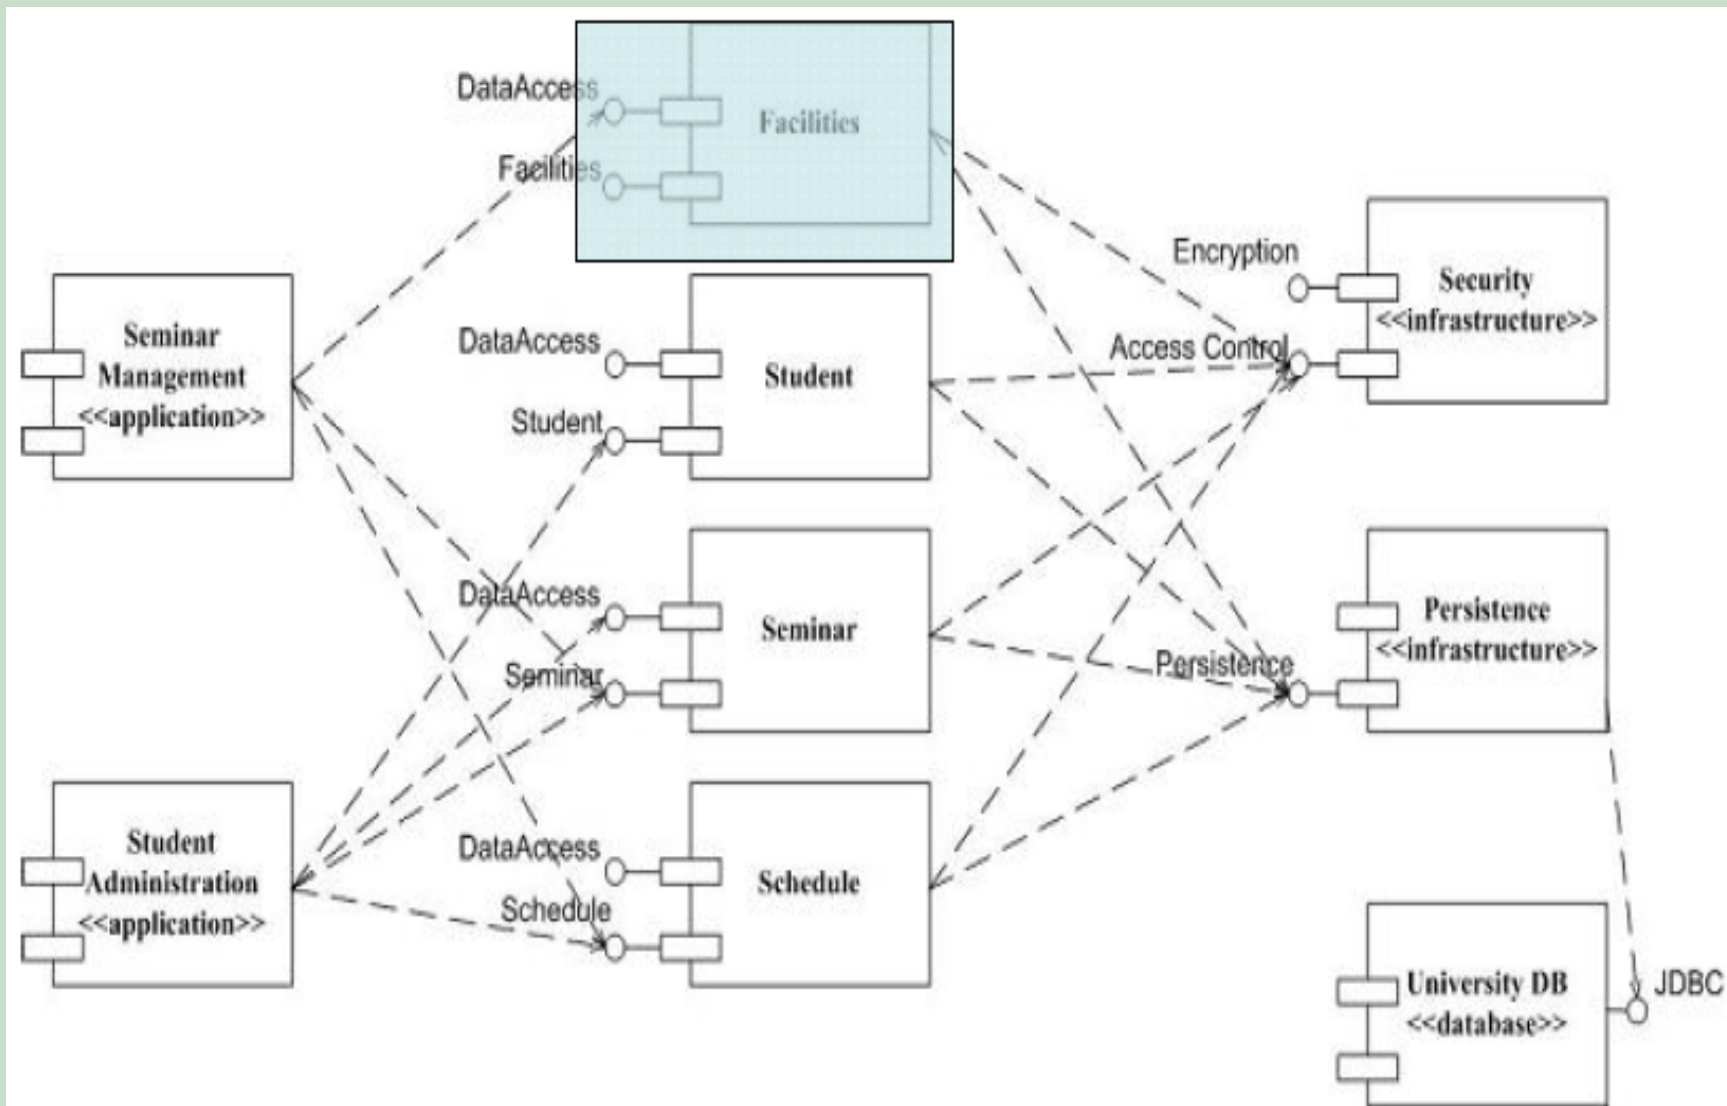 DataAccess
Facilities
Facilities
Encryption
Security
<<infrastructure>>
Access Control
Seminar
Management
<<application>>
DataAccess
Student
Student
DataAccess
Seminar
Seminar
Persistence
<<infrastructure>>
Persistence
Student
Administration
<<application>>
DataAccess
Schedule
Schedule
University DB
<<database>>
JDBC